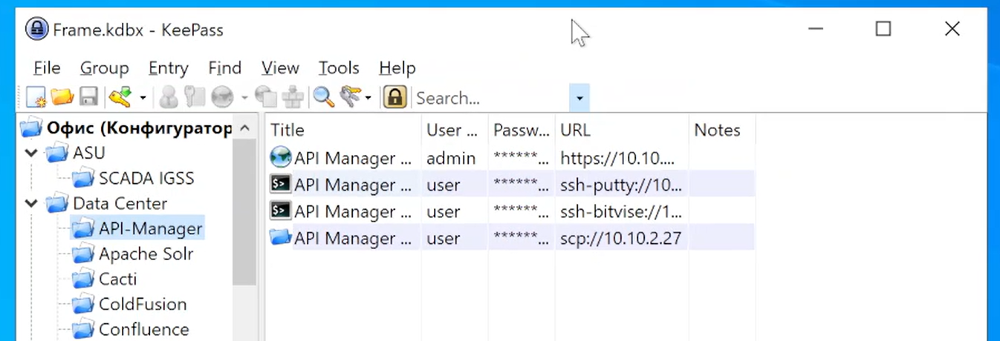 Frame.kdbx - KeePass
File Group Entry Find View Tools Help
Search...
Офис (Конфигуратор
ASU
SCADA IGSS
Data Center
API-Manager
Apache Solr
Cacti
ColdFusion
Confluence
Title User ... Passw... URL Notes
API Manager ... admin ******... https://10.10....
API Manager ... user ******... ssh-putty://10...
API Manager ... user ******... ssh-bitvise://1...
API Manager ... user ******... scp://10.10.2.27